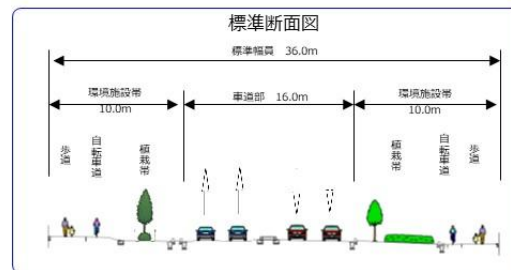 標準断面図
標準幅員 36.0m
環境施設帯
10.0m
車道部 16.0m
環境施設帯
10.0m
歩道
自転車道
植栽帯
植栽帯
自転車道
歩道